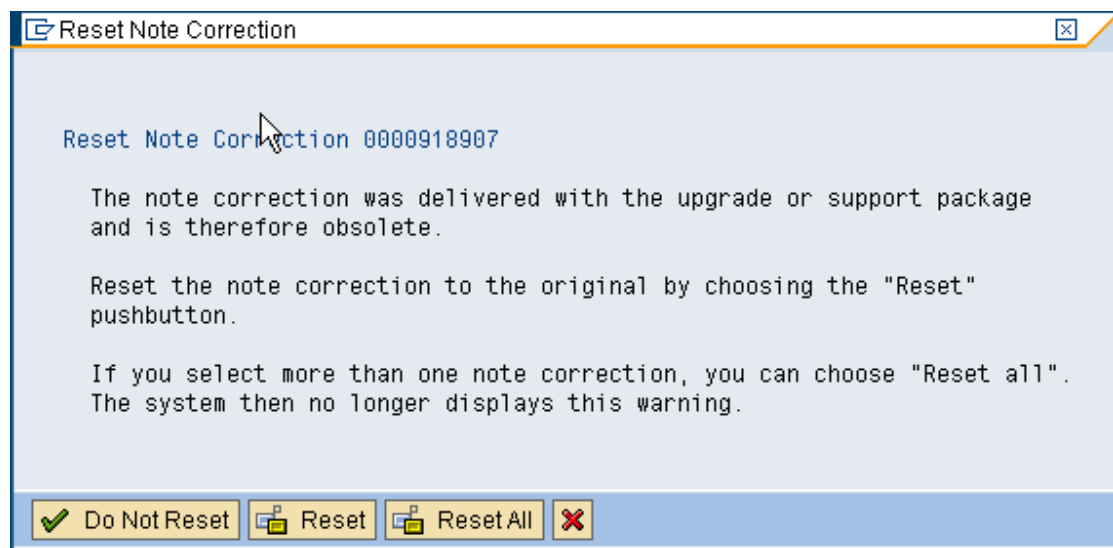 Reset Note Correction
Reset Note Correction 0000918907
The note correction was delivered with the upgrade or support package
and is therefore obsolete.
Reset the note correction to the original by choosing the "Reset"
pushbutton.
If you select more than one note correction, you can choose "Reset all".
The system then no longer displays this warning.
Do Not Reset Reset Reset All